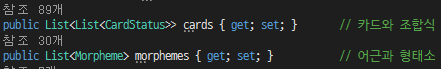 참조 89개
public List<List<CardStatus>> cards { get; set; } // 카드와 조합식
참조 30개
public List<Morpheme> morphemes { get; set; } // 어근과 형태소